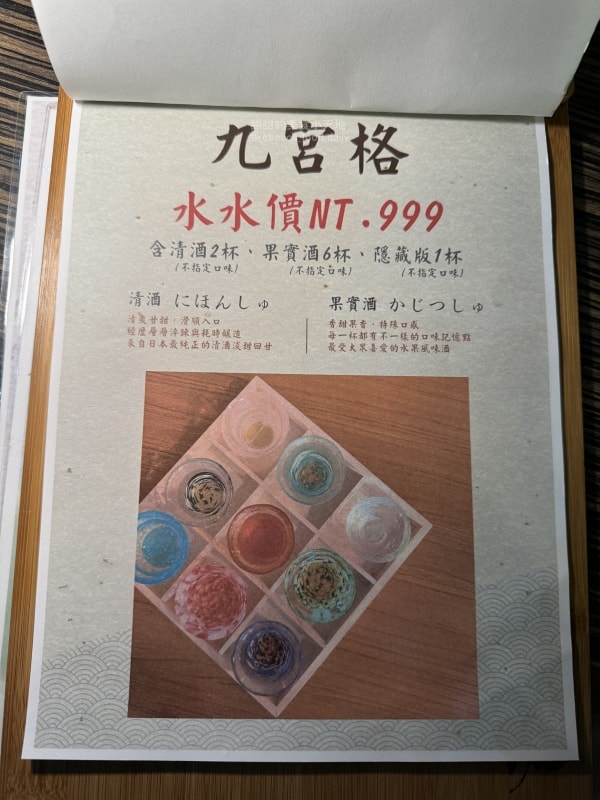 九宮格
水水價NT.999
含清酒2杯、果實酒6杯、隱藏版1杯
(不指定口味) (不指定口味) (不指定口味)
清酒 にほんしゅ
清爽甘甜，滑順入口
經歷層層淬鍊與耗時釀造
來自日本最純正的清酒淡甜回甘
果實酒 かじつしゅ
香甜果香，特殊口感
每一杯都有不一樣的口味記憶點
最受大眾喜愛的水果風味酒